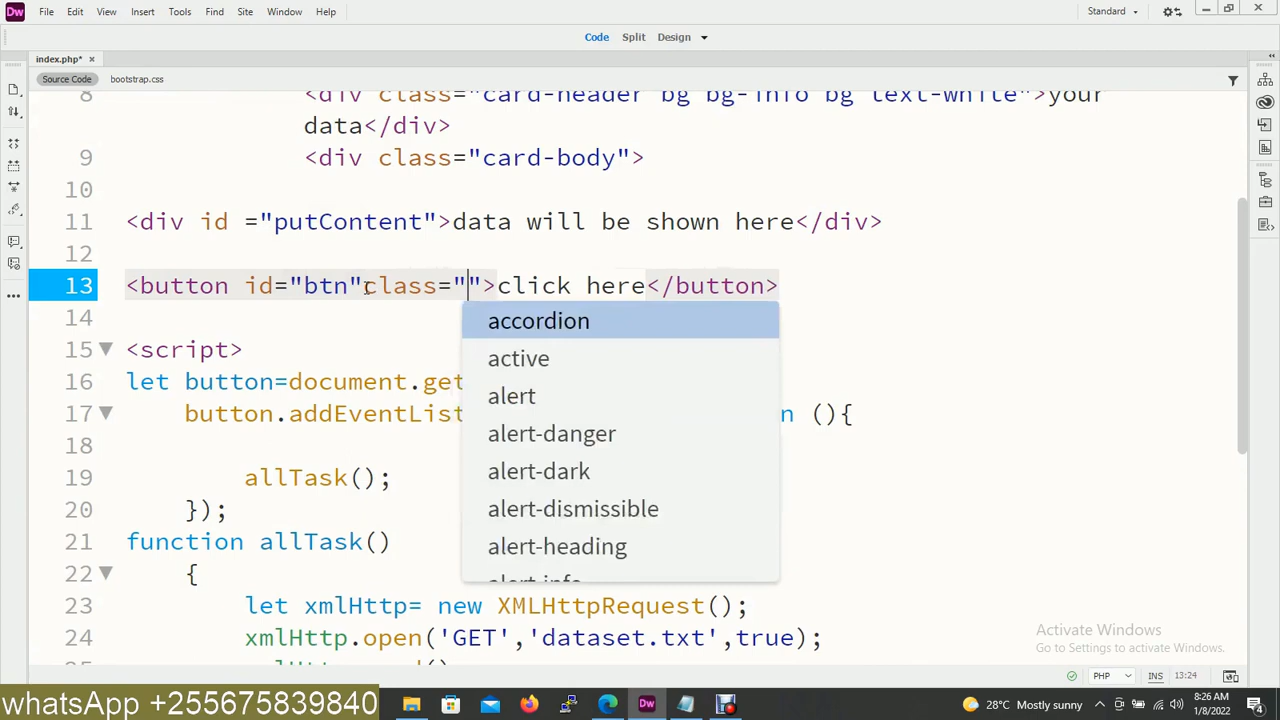 Dw File Edit View Insert Tools Find Site Window Help Standard
Code Split Design
index.php* ×
Source Code bootstrap.css
8 <div class="card-header bg bg-info bg text-white">your
data</div>
9 <div class="card-body">
10
11 <div id ="putContent">data will be shown here</div>
12
13 <button id="btn"class="">click here</button>
14
accordion
active
alert
alert-danger
alert-dark
alert-dismissible
alert-heading
alert-info
15 <script>
16 let button=document.get
17 button.addEventList n (){
18
19 allTask();
20 });
21 function allTask()
22 {
23 let xmlHttp= new XMLHttpRequest();
24 xmlHttp.open('GET','dataset.txt',true);
25
Activate Windows
Go to Settings to activate Windows.
PHP INS 13:24
whatsApp +255675839840
Dw
28°C Mostly sunny
8:26 AM
1/8/2022
4